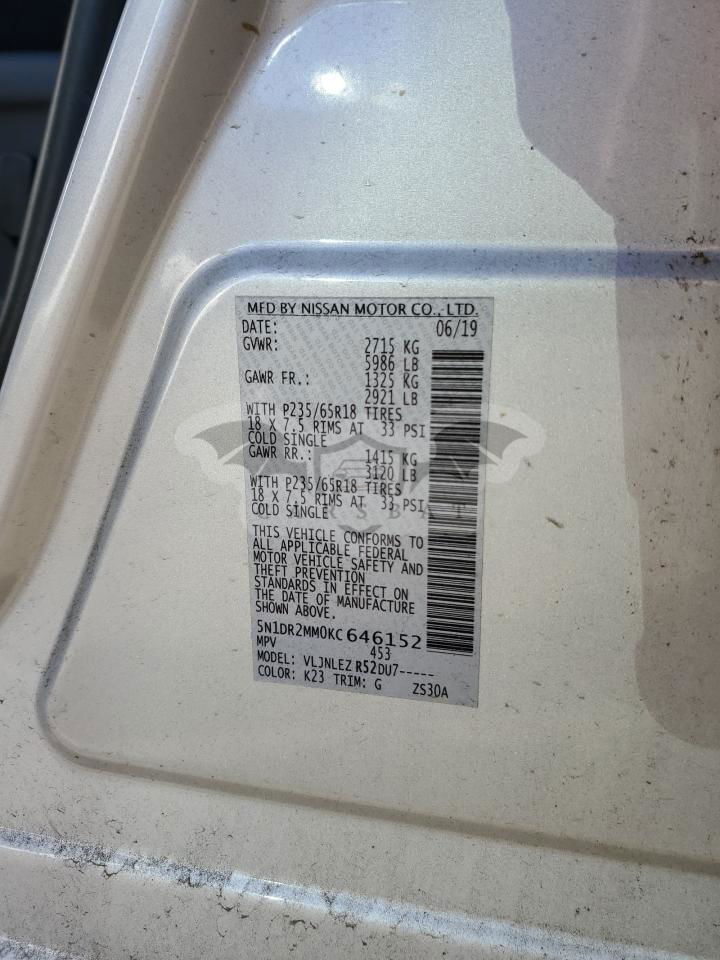 MFD BY NISSAN MOTOR CO., LTD.
DATE: 06/19
GVWR: 2715 KG
5986 LB
GAWR FR.: 1325 KG
2921 LB
WITH P235/65R18 TIRES
18 X 7.5 RIMS AT 33 PSI
COLD SINGLE
GAWR RR.: 1415 KG
3120 LB
WITH P235/65R18 TIRES
18 X 7.5 RIMS AT 33 PSI
COLD SINGLE
THIS VEHICLE CONFORMS TO
ALL APPLICABLE FEDERAL
MOTOR VEHICLE SAFETY AND
THEFT PREVENTION
STANDARDS IN EFFECT ON
THE DATE OF MANUFACTURE
SHOWN ABOVE.
5N1DR2MM0KC646152
MPV 453
MODEL: VLJNLEZ R52DU7-----
COLOR: K23 TRIM: G ZS30A